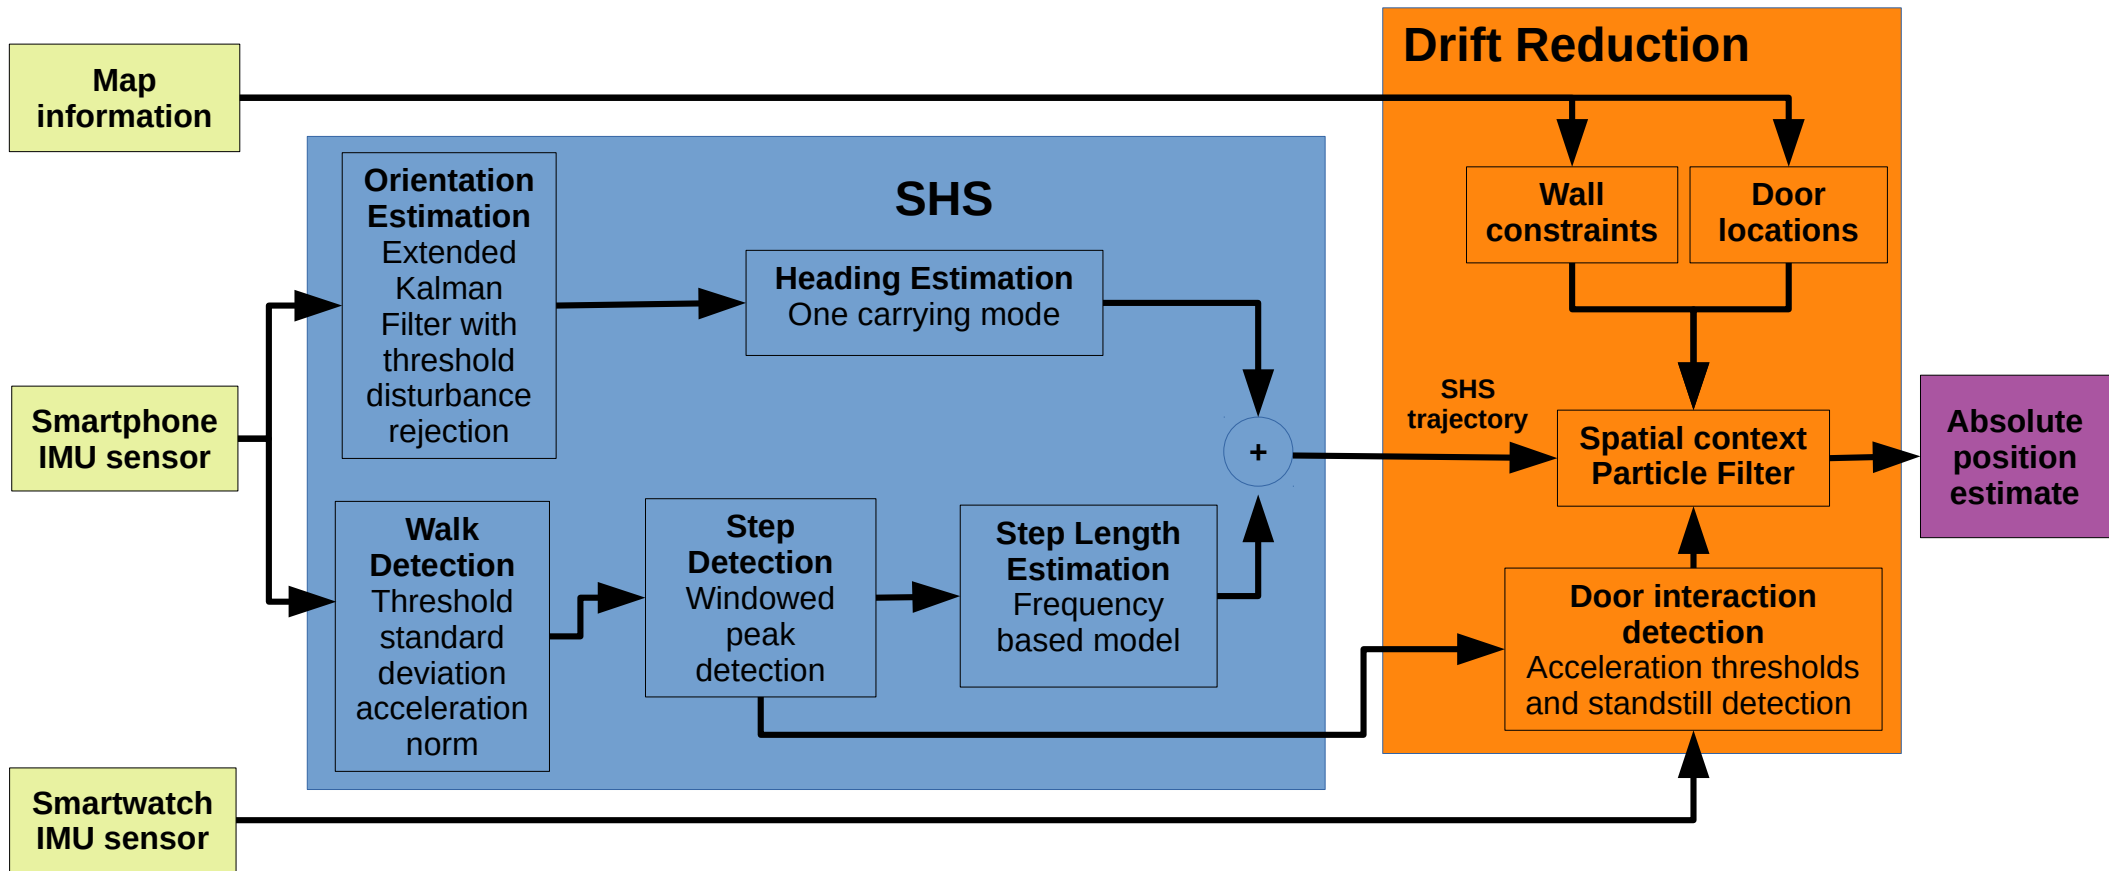 Drift Reduction
Map
information
Orientation
Estimation
Extended
Kalman
Filter with
threshold
disturbance
rejection
SHS
Wall
constraints
Door
locations
Heading Estimation
One carrying mode
Smartphone
IMU sensor
SHS
trajectory
+
Spatial context
Particle Filter
Absolute
position
estimate
Walk
Detection
Threshold
standard
deviation
acceleration
norm
Step
Detection
Windowed
peak
detection
Step Length
Estimation
Frequency
based model
Door interaction
detection
Acceleration thresholds
and standstill detection
Smartwatch
IMU sensor